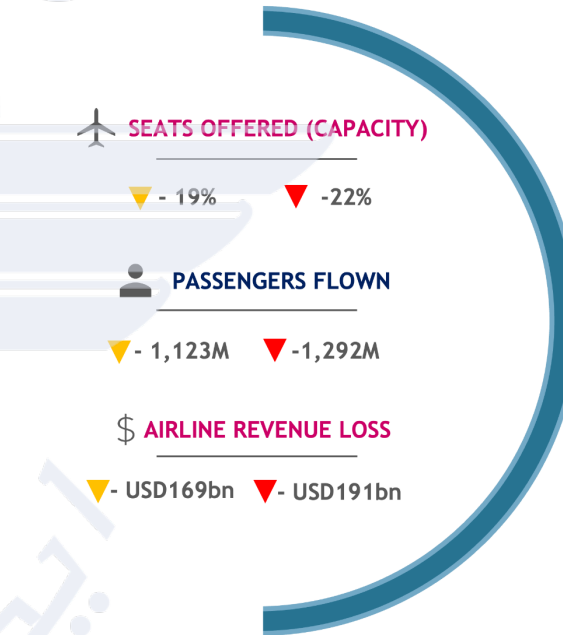 SEATS OFFERED (CAPACITY)
- 19% -22%
PASSENGERS FLOWN
- 1,123M -1,292M
$ AIRLINE REVENUE LOSS
- USD169bn - USD191bn